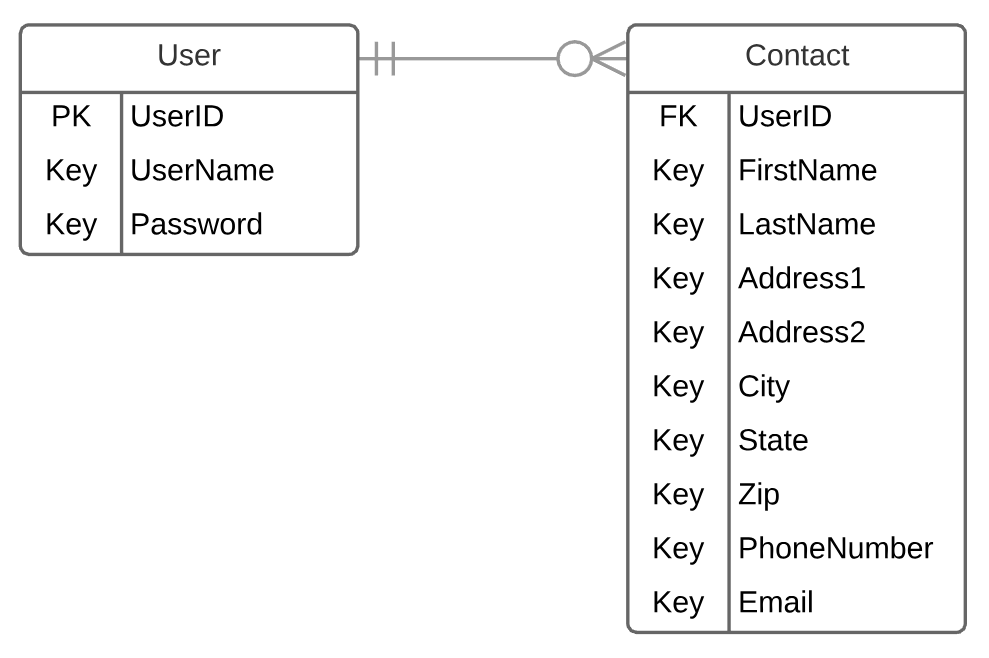 User
PK UserID
Key UserName
Key Password
Contact
FK UserID
Key FirstName
Key LastName
Key Address1
Key Address2
Key City
Key State
Key Zip
Key PhoneNumber
Key Email